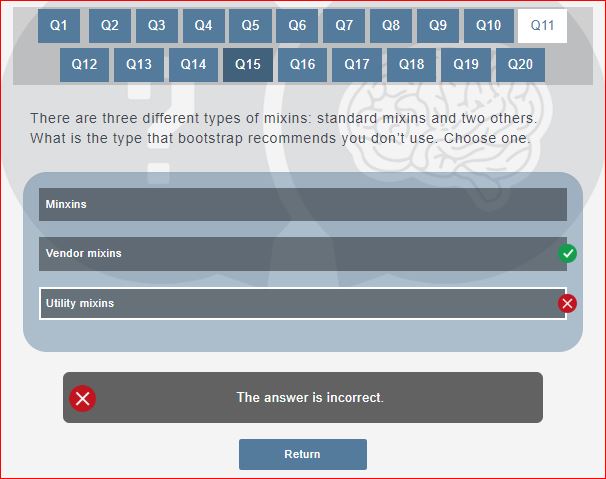 Q1 Q2 Q3 Q4 Q5 Q6 Q7 Q8 Q9 Q10 Q11
Q12 Q13 Q14 Q15 Q16 Q17 Q18 Q19 Q20
There are three different types of mixins: standard mixins and two others.
What is the type that bootstrap recommends you don't use. Choose one.
Minxins
Vendor mixins
Utility mixins
The answer is incorrect.
Return